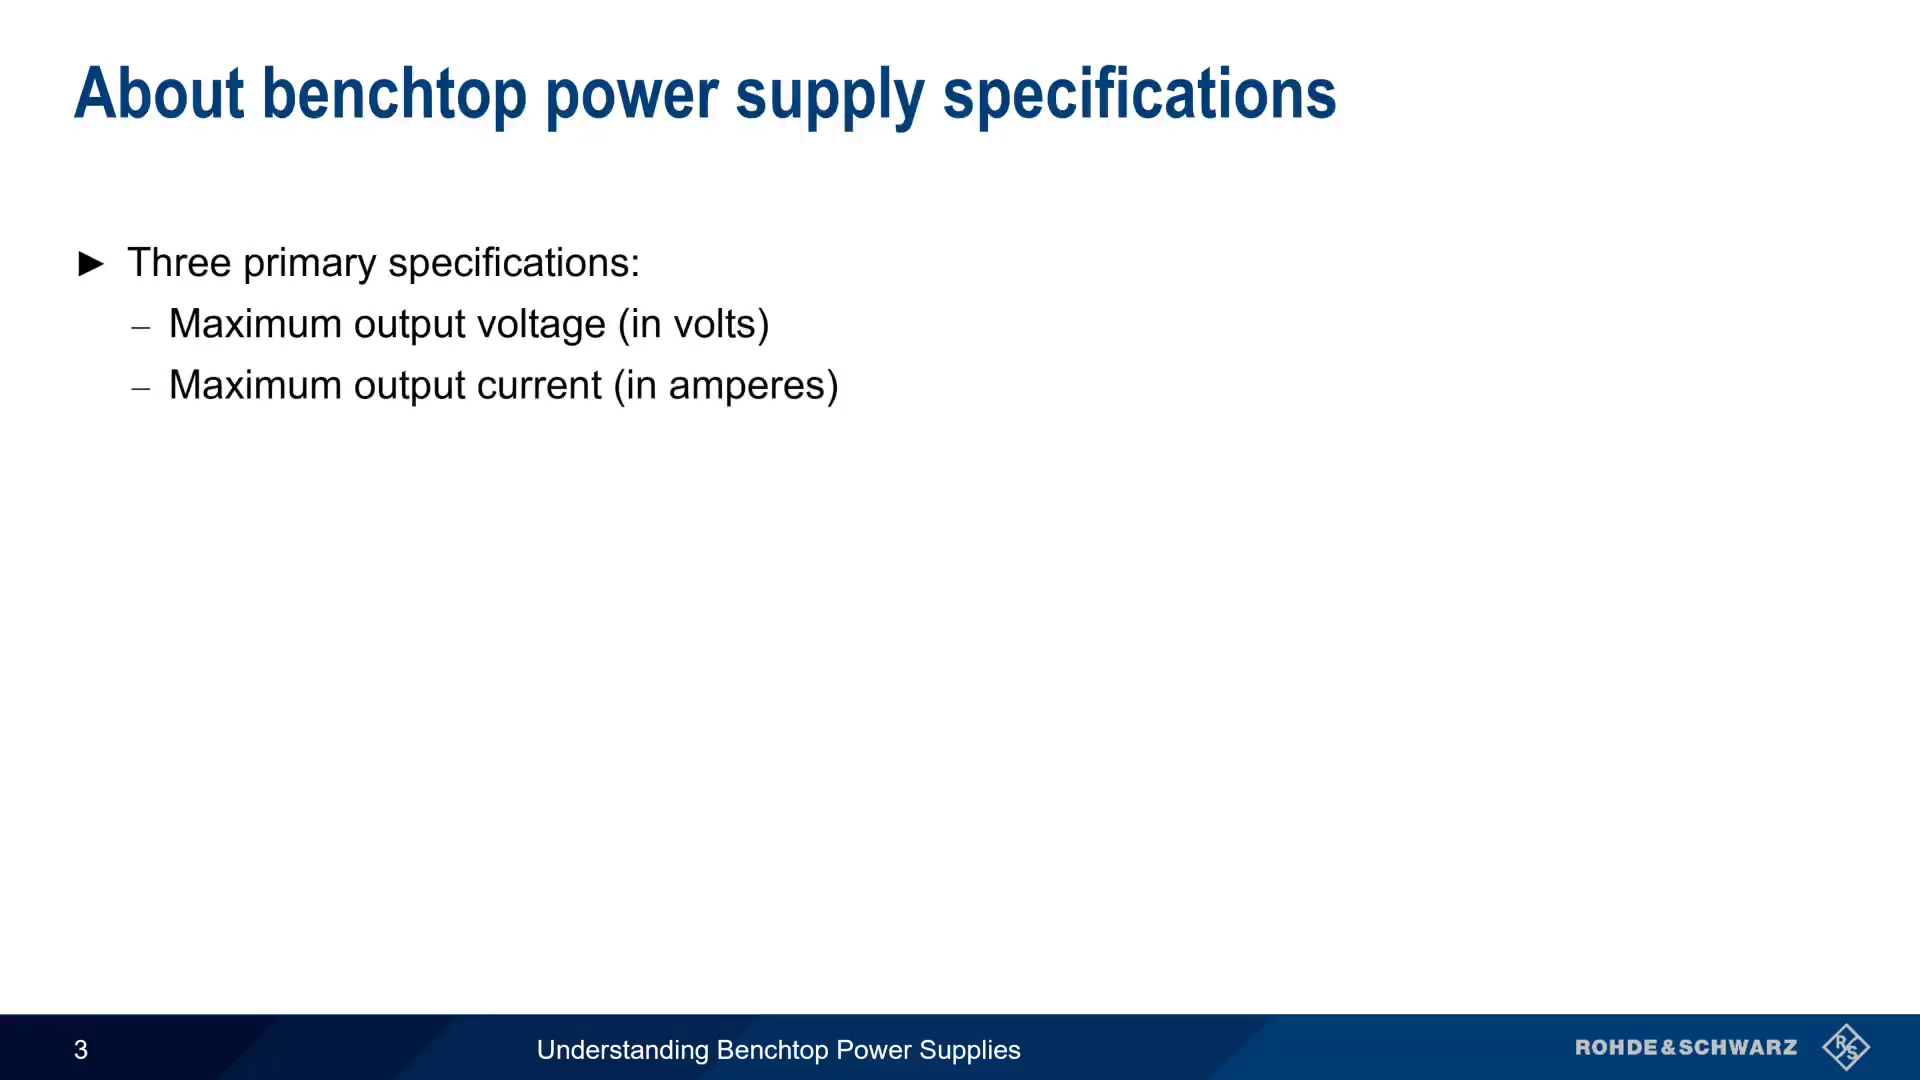 About benchtop power supply specifications
► Three primary specifications:
– Maximum output voltage (in volts)
– Maximum output current (in amperes)
3
Understanding Benchtop Power Supplies
ROHDE&SCHWARZ
R&S